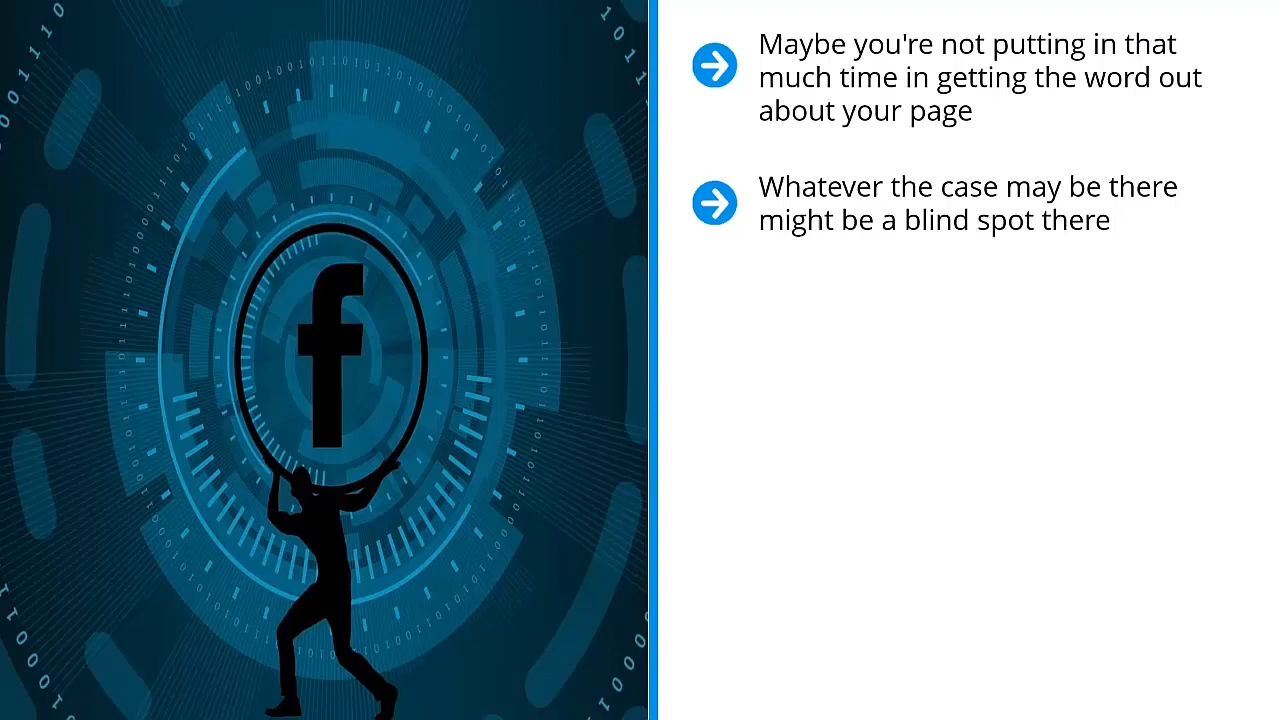 f
Maybe you're not putting in that
much time in getting the word out
about your page
Whatever the case may be there
might be a blind spot there